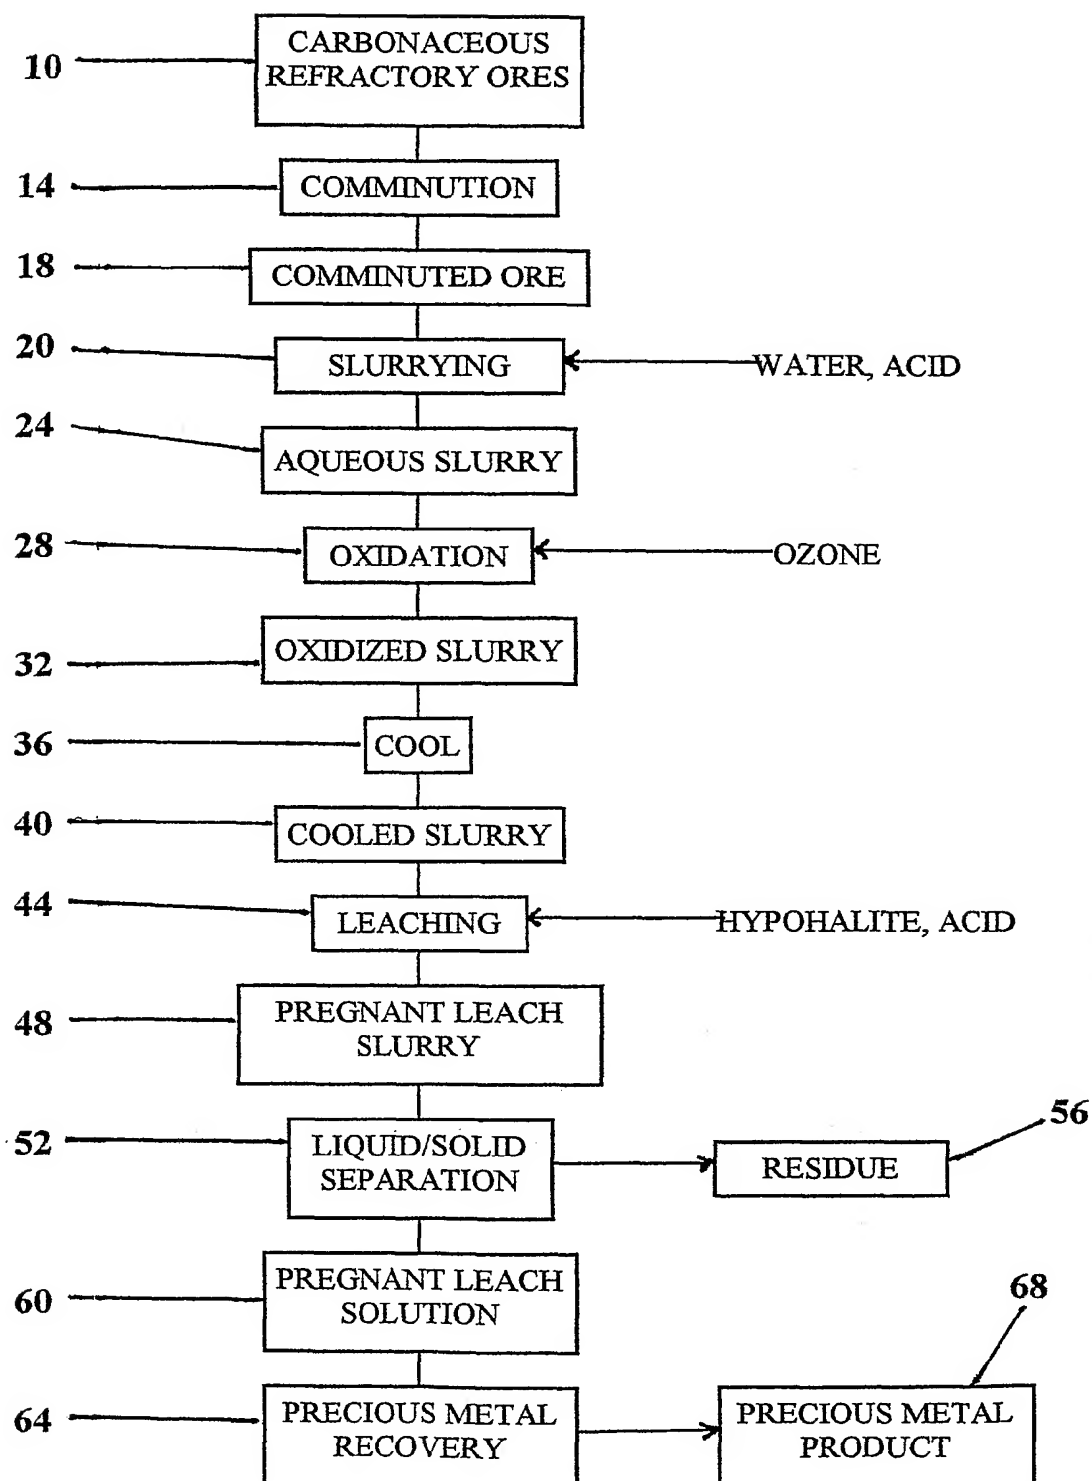 CARBONACEOUS
REFRACTORY ORES
10
COMMINUTION
14
COMMINUTED ORE
18
SLURRYING
20
WATER, ACID
AQUEOUS SLURRY
24
OXIDATION
28
OZONE
OXIDIZED SLURRY
32
COOL
36
COOLED SLURRY
40
LEACHING
44
HYPOHALITE, ACID
PREGNANT LEACH
SLURRY
48
LIQUID/SOLID
SEPARATION
52
RESIDUE
56
PREGNANT LEACH
SOLUTION
60
PRECIOUS METAL
RECOVERY
64
PRECIOUS METAL
PRODUCT
68